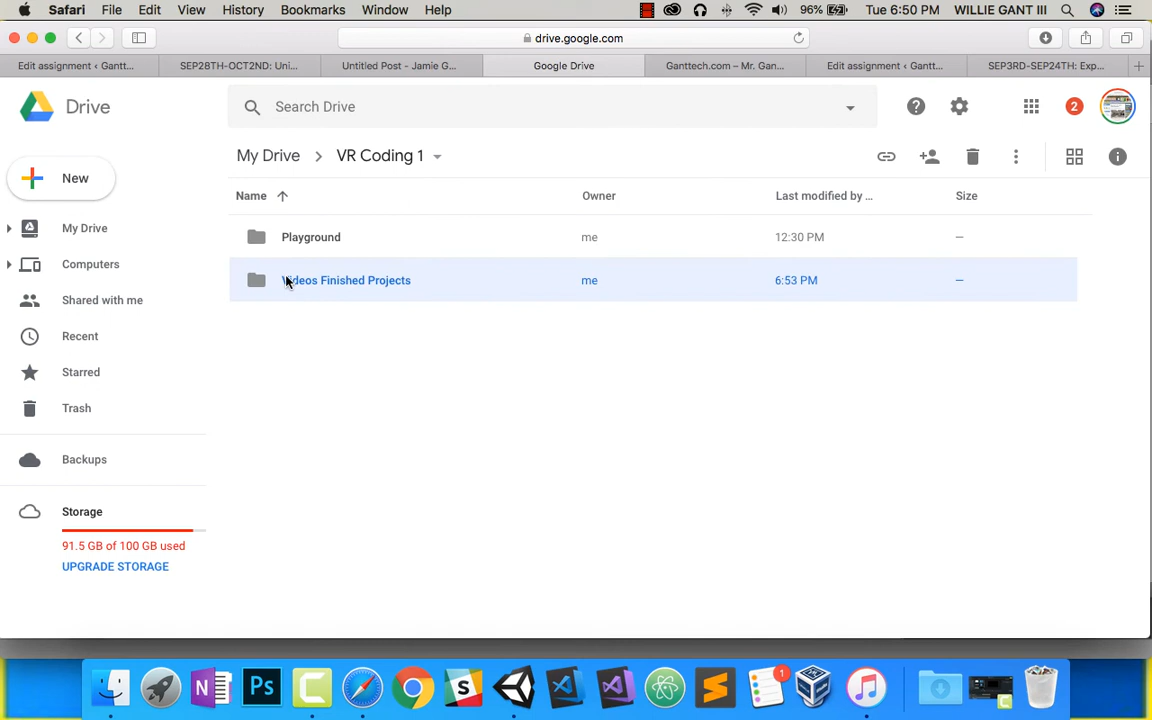 Safari File Edit View History Bookmarks Window Help 96% Tue 6:50 PM WILLIE GANT III
drive.google.com
Edit assignment ‹ Gantt... SEP28TH-OCT2ND: Uni... Untitled Post - Jamie G... Google Drive Ganttech.com – Mr. Gan... Edit assignment ‹ Gantt... SEP3RD-SEP24TH: Exp...
Drive Search Drive 2
My Drive VR Coding 1
New
Name Owner Last modified by ... Size
My Drive
Playground me 12:30 PM —
Computers
Videos Finished Projects me 6:53 PM —
Shared with me
Recent
Starred
Trash
Backups
Storage
91.5 GB of 100 GB used
UPGRADE STORAGE
N Ps C S 1